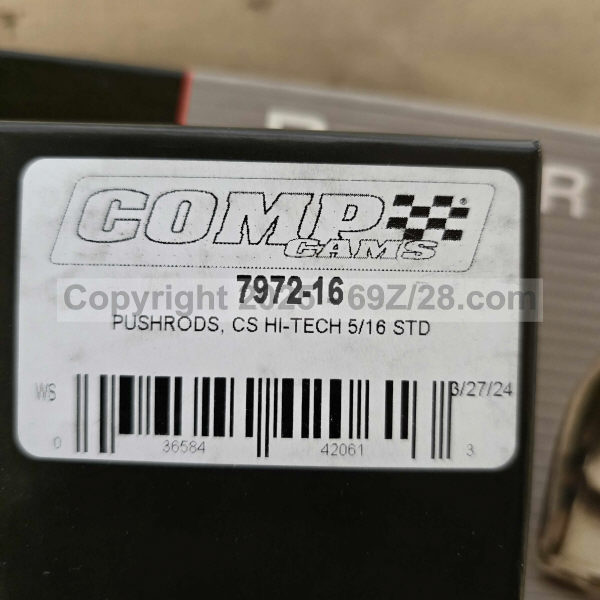 R
COMP
CAMS
®
7972-16
PUSHRODS, CS HI-TECH 5/16 STD
WS
3/27/24
0 36584 42061 3
69Z/28.com
Copyright